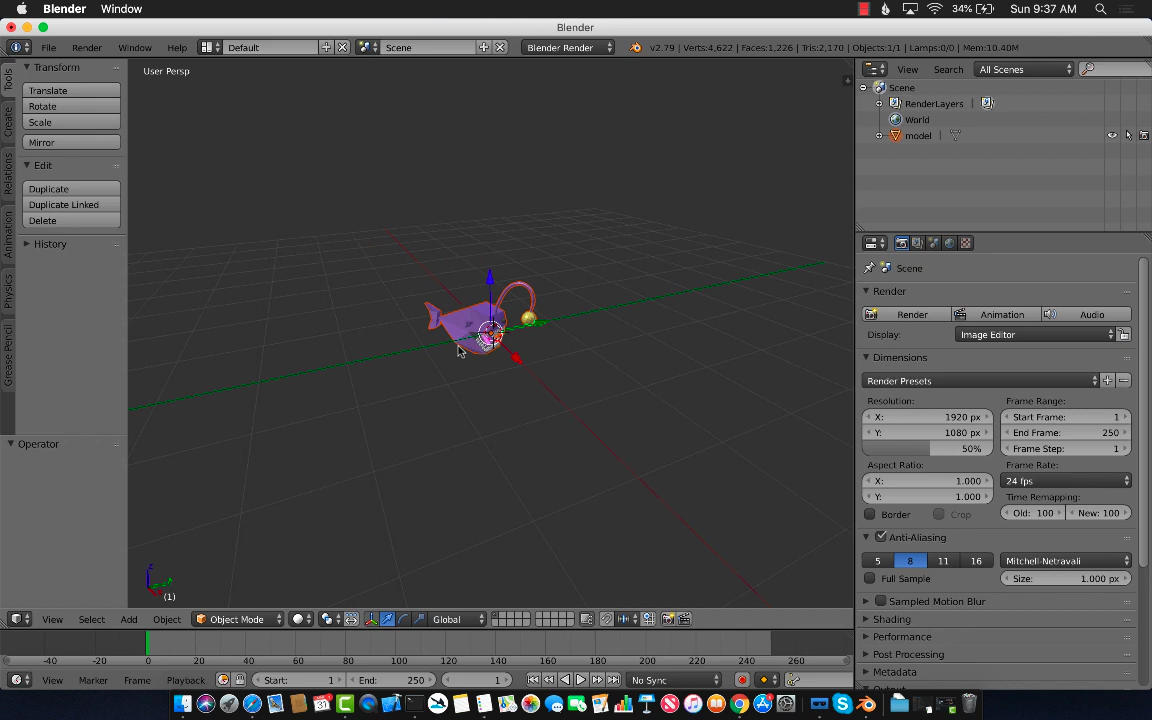 Blender Window 34% Sun 9:37 AM
Blender
File Render Window Help Default Scene Blender Render v2.79 | Verts:4,622 | Faces:1,226 | Tris:2,170 | Objects:1/1 | Lamps:0/0 | Mem:10.40M
Tools
Create
Relations
Animation
Physics
Grease Pencil
Transform
Translate
Rotate
Scale
Mirror
Edit
Duplicate
Duplicate Linked
Delete
History
Operator
User Persp
z
(1)
View Select Add Object Object Mode Global
-40 -20 0 20 40 60 80 100 120 140 160 180 200 220 240 260
View Marker Frame Playback Start: 1 End: 250 1 No Sync
View Search All Scenes
Scene
RenderLayers
World
model
Scene
Render
Render Animation Audio
Display: Image Editor
Dimensions
Render Presets
Resolution: Frame Range:
X: 1920 px Start Frame: 1
Y: 1080 px End Frame: 250
50% Frame Step: 1
Aspect Ratio: Frame Rate:
X: 1.000 24 fps
Y: 1.000 Time Remapping:
Border Crop Old: 100 New: 100
Anti-Aliasing
5 8 11 16 Mitchell-Netravali
Full Sample Size: 1.000 px
Sampled Motion Blur
Shading
Performance
Post Processing
Metadata
31